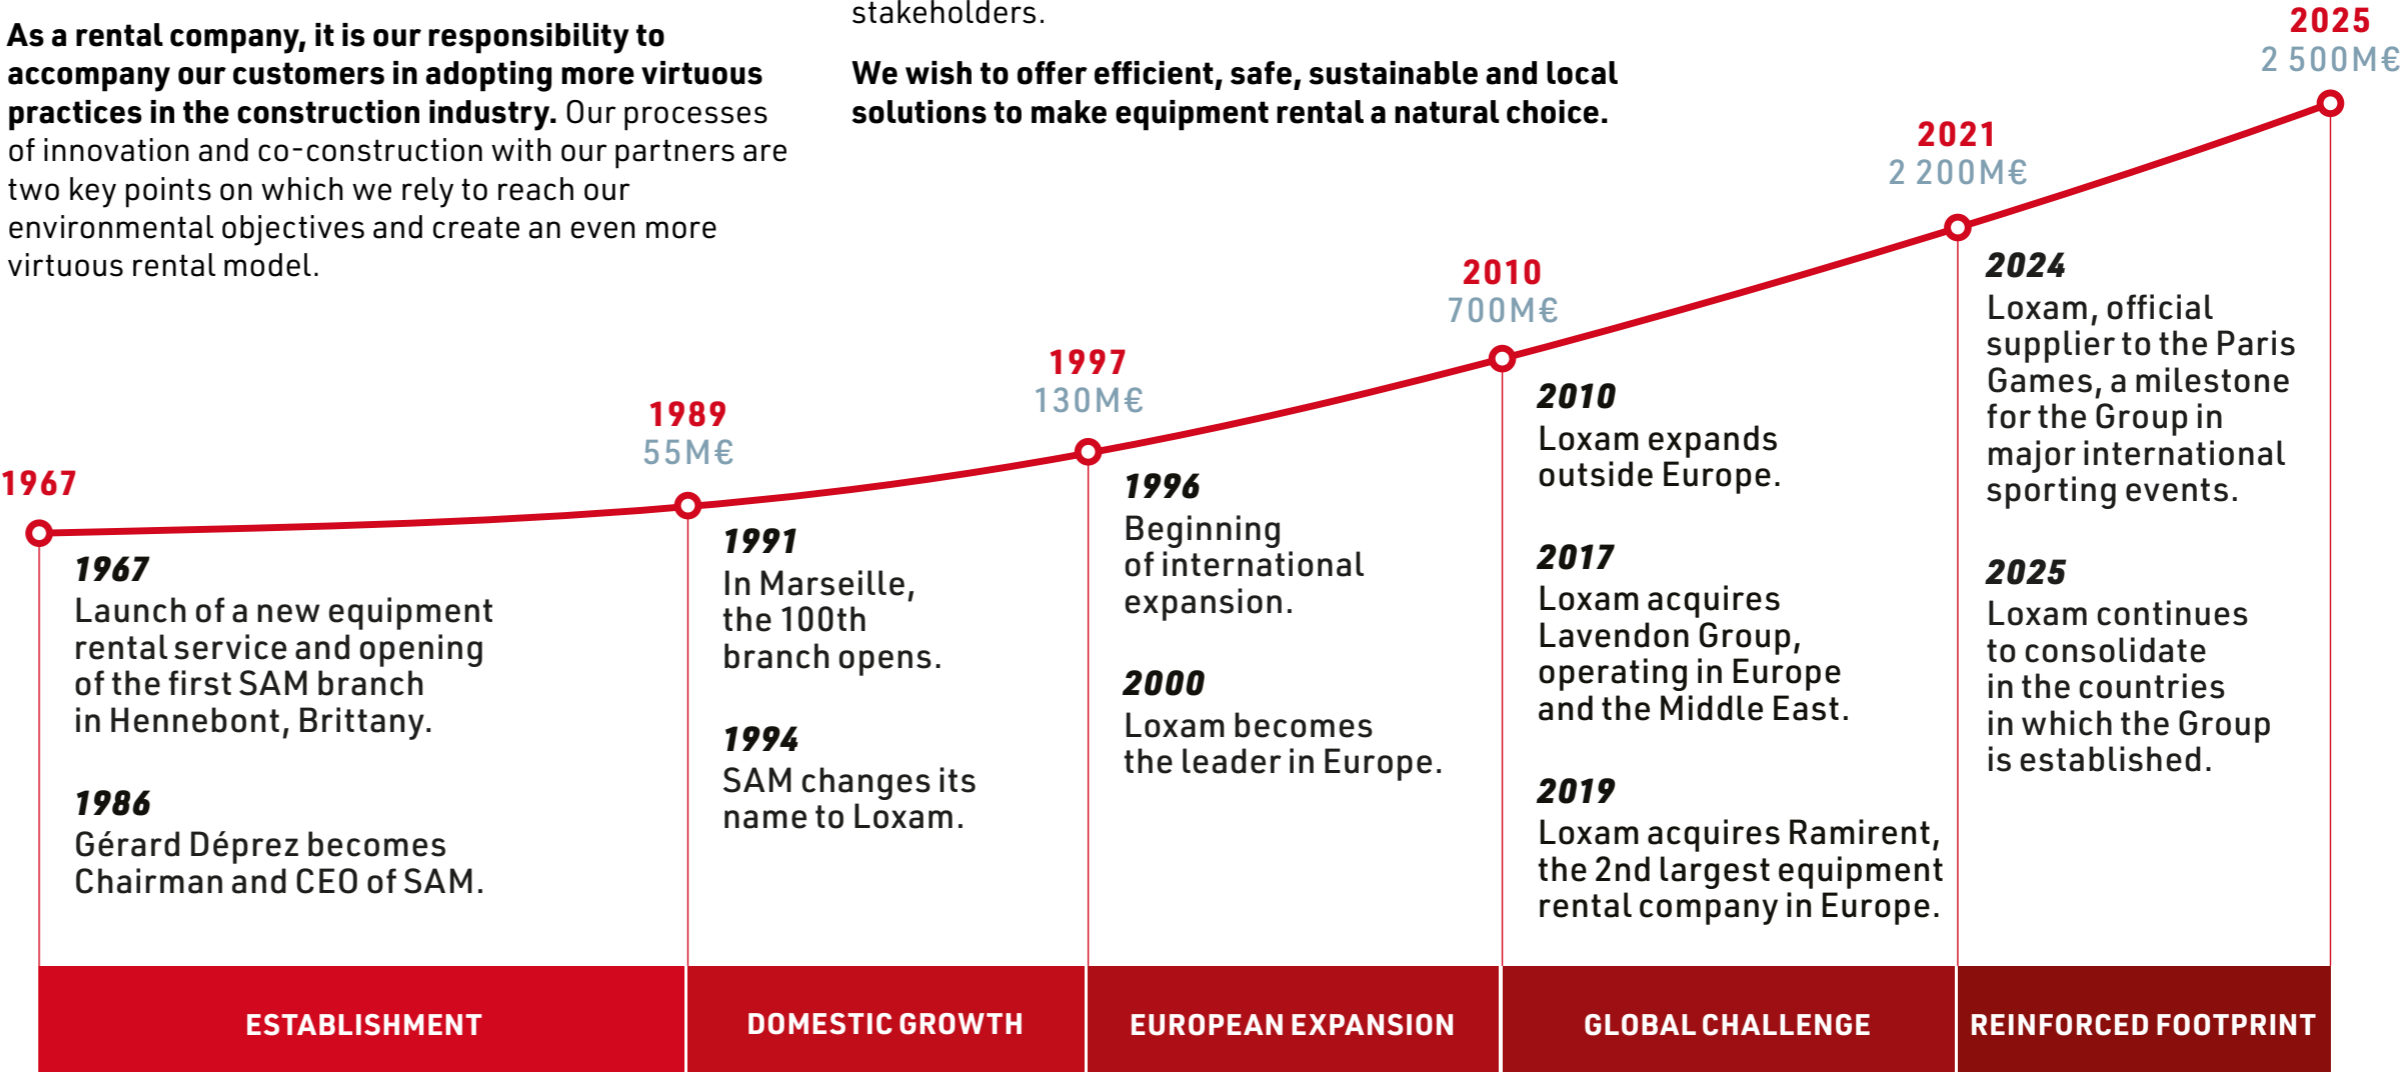 As a rental company, it is our responsibility to
accompany our customers in adopting more virtuous
practices in the construction industry. Our processes
of innovation and co-construction with our partners are
two key points on which we rely to reach our
environmental objectives and create an even more
virtuous rental model.
stakeholders.
We wish to offer efficient, safe, sustainable and local
solutions to make equipment rental a natural choice.
1967
1989
55M€
1997
130M€
2010
700M€
2021
2 200M€
2025
2 500M€
1967
Launch of a new equipment
rental service and opening
of the first SAM branch
in Hennebont, Brittany.
1986
Gérard Déprez becomes
Chairman and CEO of SAM.
1991
In Marseille,
the 100th
branch opens.
1994
SAM changes its
name to Loxam.
1996
Beginning
of international
expansion.
2000
Loxam becomes
the leader in Europe.
2010
Loxam expands
outside Europe.
2017
Loxam acquires
Lavendon Group,
operating in Europe
and the Middle East.
2019
Loxam acquires Ramirent,
the 2nd largest equipment
rental company in Europe.
2024
Loxam, official
supplier to the Paris
Games, a milestone
for the Group in
major international
sporting events.
2025
Loxam continues
to consolidate
in the countries
in which the Group
is established.
ESTABLISHMENT
DOMESTIC GROWTH
EUROPEAN EXPANSION
GLOBAL CHALLENGE
REINFORCED FOOTPRINT